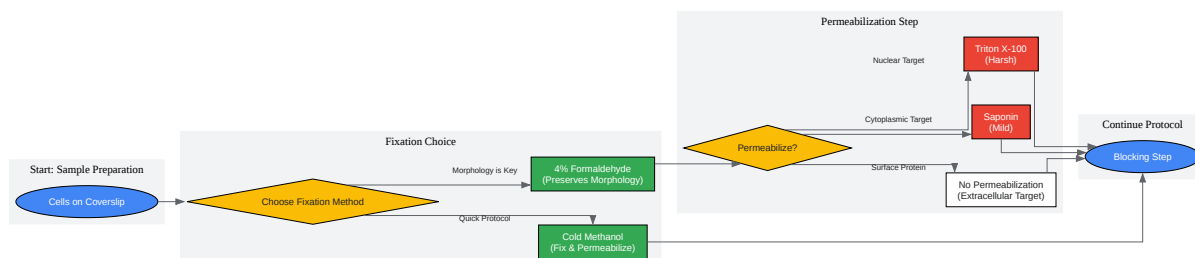 Permeabilization Step
Triton X-100
(Harsh)
Nuclear Target
Cytoplasmic Target
Saponin
(Mild)
Continue Protocol
Fixation Choice
Permeabilize?
Blocking Step
Start: Sample Preparation
Morphology is Key
4% Formaldehyde
(Preserves Morphology)
Surface Protein
No Permeabilization
(Extracellular Target)
Cells on Coverslip
Choose Fixation Method
Quick Protocol
Cold Methanol
(Fix & Permeabilize)